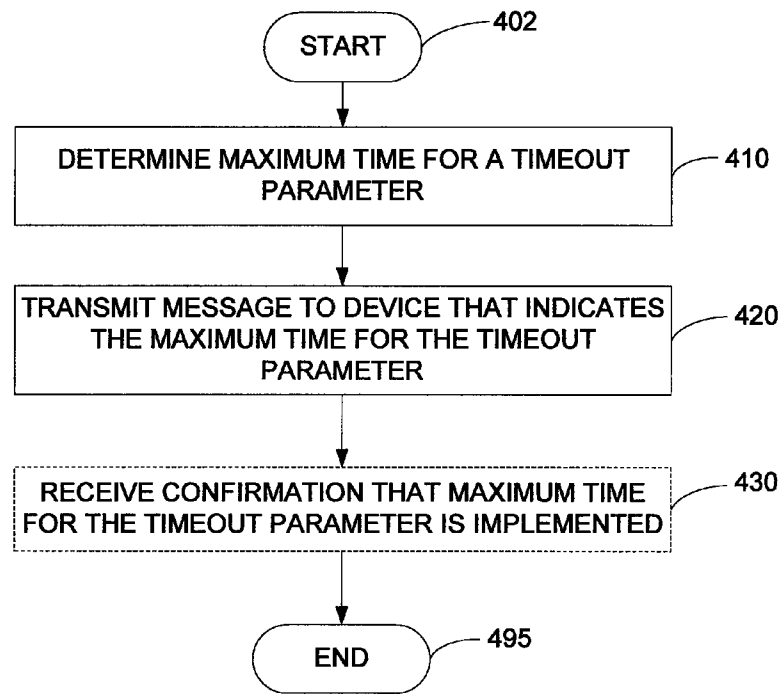 START
402
DETERMINE MAXIMUM TIME FOR A TIMEOUT
PARAMETER
410
TRANSMIT MESSAGE TO DEVICE THAT INDICATES
THE MAXIMUM TIME FOR THE TIMEOUT
PARAMETER
420
RECEIVE CONFIRMATION THAT MAXIMUM TIME
FOR THE TIMEOUT PARAMETER IS IMPLEMENTED
430
END
495